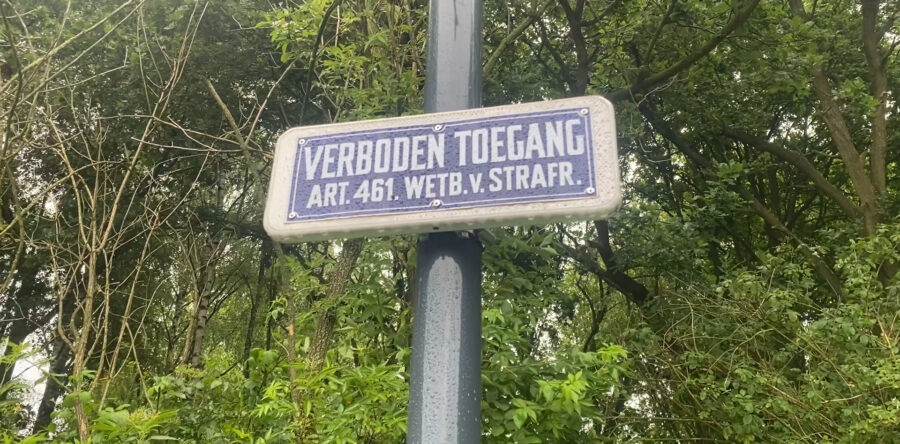 VERBODEN TOEGANG
ART. 461. WETB.v.STRAFR.